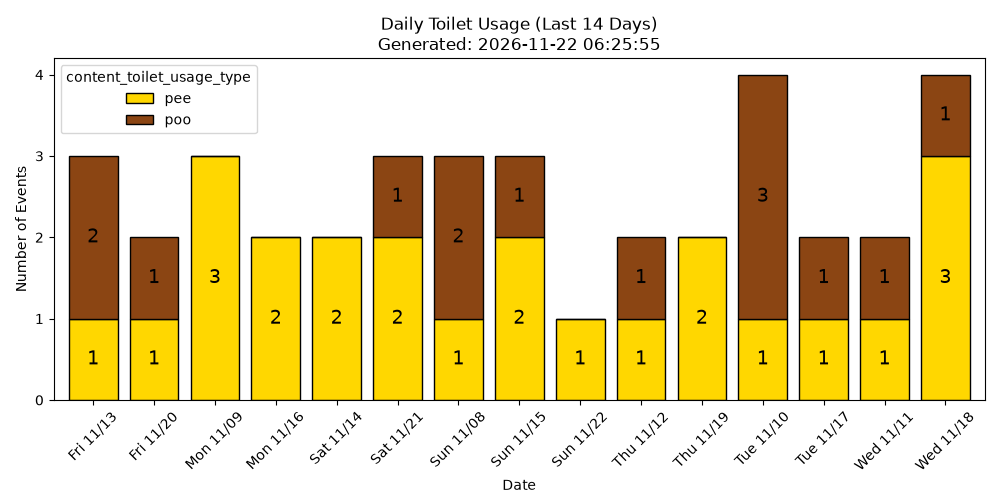 Daily Toilet Usage (Last 14 Days)
Generated: 2026-11-22 06:25:55
content_toilet_usage_type
pee
poo
Number of Events
4
3
2
1
0
2
1
1
1
3
2
2
1
2
2
1
1
2
1
1
1
2
3
1
1
1
1
1
1
3
Fri 11/13
Fri 11/20
Mon 11/09
Mon 11/16
Sat 11/14
Sat 11/21
Sun 11/08
Sun 11/15
Sun 11/22
Thu 11/12
Thu 11/19
Tue 11/10
Tue 11/17
Wed 11/11
Wed 11/18
Date